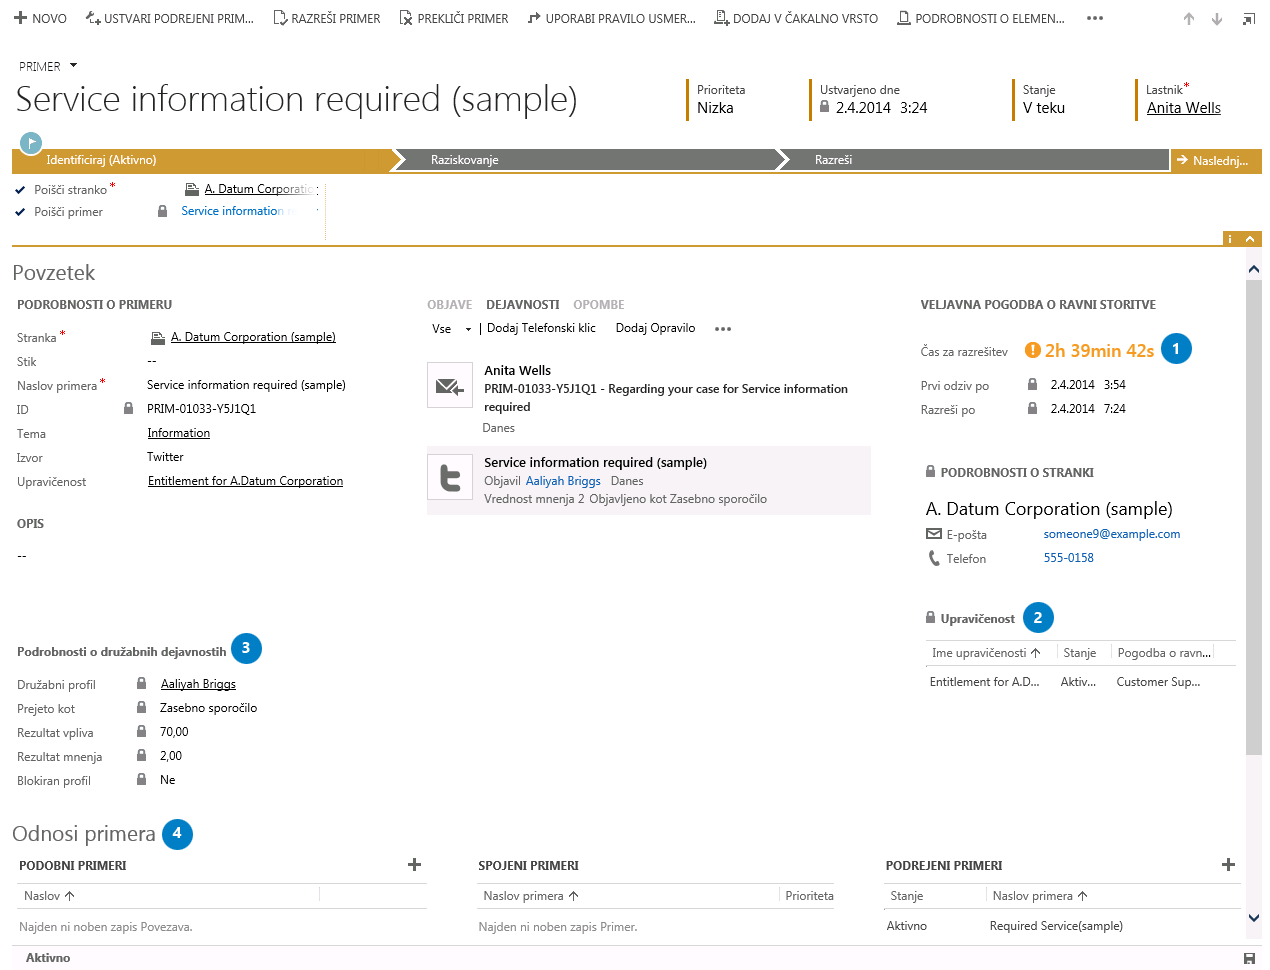 NOVO USTVARI PODREJENI PRIM... RAZREŠI PRIMER PREKLIČI PRIMER UPORABI PRAVILO USMER... DODAJ V ČAKALNO VRSTO PODROBNOSTI O ELEMEN... •••
PRIMER
Service information required (sample)
Prioriteta
Nizka
Ustvarjeno dne
2.4.2014 3:24
Stanje
V teku
Lastnik*
Anita Wells
Identificiraj (Aktivno) Raziskovanje Razreši Naslednj...
Poišči stranko* A. Datum Corporatio
Poišči primer Service information
Povzetek
PODROBNOSTI O PRIMERU
Stranka* A. Datum Corporation (sample)
Stik --
Naslov primera* Service information required (sample)
ID PRIM-01033-Y5J1Q1
Tema Information
Izvor Twitter
Upravičenost Entitlement for A.Datum Corporation
OPIS
--
OBJAVE DEJAVNOSTI OPOMBE
Vse | Dodaj Telefonski klic Dodaj Opravilo •••
Anita Wells
PRIM-01033-Y5J1Q1 - Regarding your case for Service information
required
Danes
Service information required (sample)
Objavil Aaliyah Briggs Danes
Vrednost mnenja 2 Objavljeno kot Zasebno sporočilo
VELJAVNA POGODBA O RAVNI STORITVE
Čas za razrešitev 2h 39min 42s 1
Prvi odziv po 2.4.2014 3:54
Razreši po 2.4.2014 7:24
PODROBNOSTI O STRANKI
A. Datum Corporation (sample)
E-pošta someone9@example.com
Telefon 555-0158
Upravičenost 2
Ime upravičenosti Stanje Pogodba o ravn...
Entitlement for A.D... Aktiv... Customer Sup...
Podrobnosti o družabnih dejavnostih 3
Družabni profil Aaliyah Briggs
Prejeto kot Zasebno sporočilo
Rezultat vpliva 70,00
Rezultat mnenja 2,00
Blokiran profil Ne
Odnosi primera 4
PODOBNI PRIMERI
Naslov
Najden ni noben zapis Povezava.
SPOJENI PRIMERI
Naslov primera Prioriteta
Najden ni noben zapis Primer.
PODREJENI PRIMERI
Stanje Naslov primera
Aktivno Required Service(sample)
Aktivno